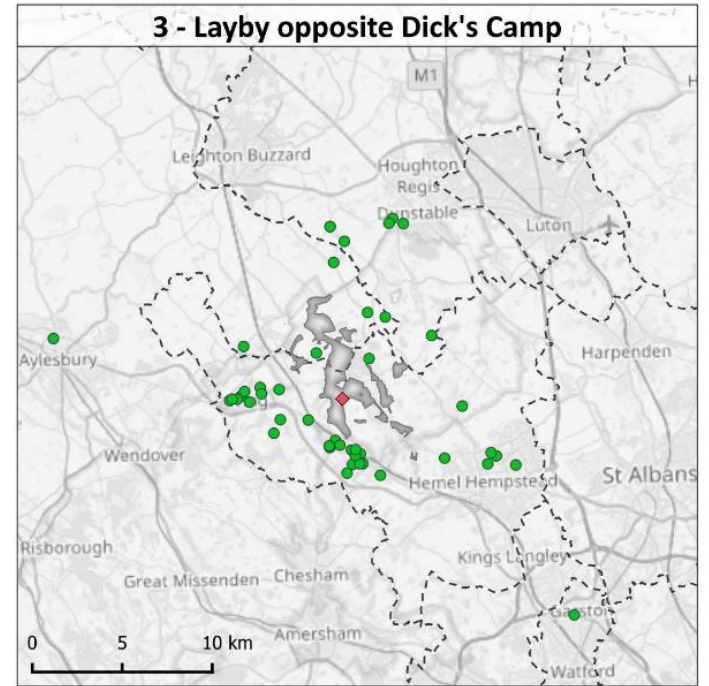 3 - Layby opposite Dick's Camp
M1
Leighton Buzzard
Houghton
Regis
Dunstable
Luton
Aylesbury
Harpenden
Wendover
Hemel Hempstead
St Albans
Risborough
Kings Langley
Great Missenden
Chesham
Garston
Amersham
Watford
0 5 10 km